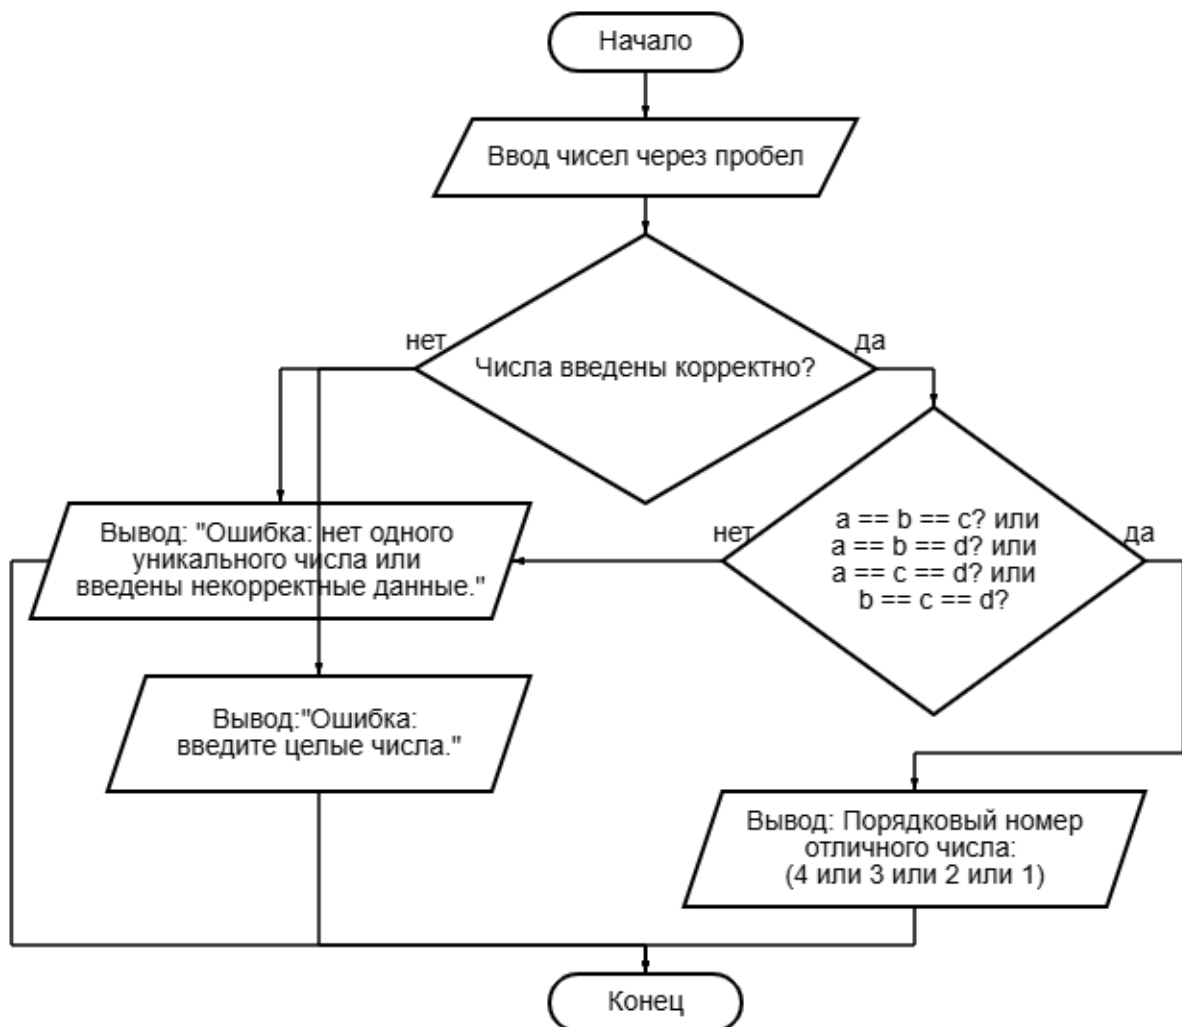 Начало
Ввод чисел через пробел
нет
да
Числа введены корректно?
Вывод: "Ошибка: нет одного
уникального числа или
введены некорректные данные."
нет
да
a == b == c? или
a == b == d? или
a == c == d? или
b == c == d?
Вывод:"Ошибка:
введите целые числа."
Вывод: Порядковый номер
отличного числа:
(4 или 3 или 2 или 1)
Конец